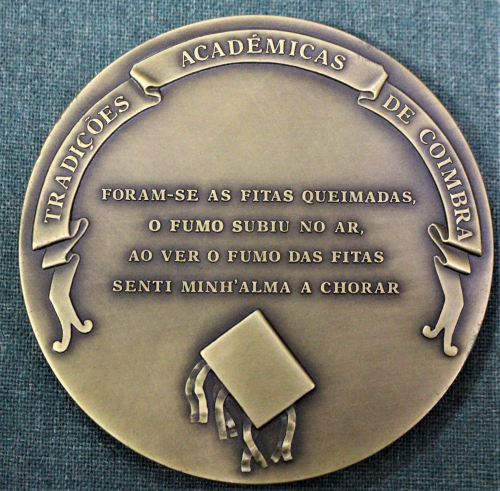 TRADIÇÕES ACADÉMICAS DE COIMBRA
FORAM-SE AS FITAS QUEIMADAS,
O FUMO SUBIU NO AR,
AO VER O FUMO DAS FITAS
SENTI MINH'ALMA A CHORAR